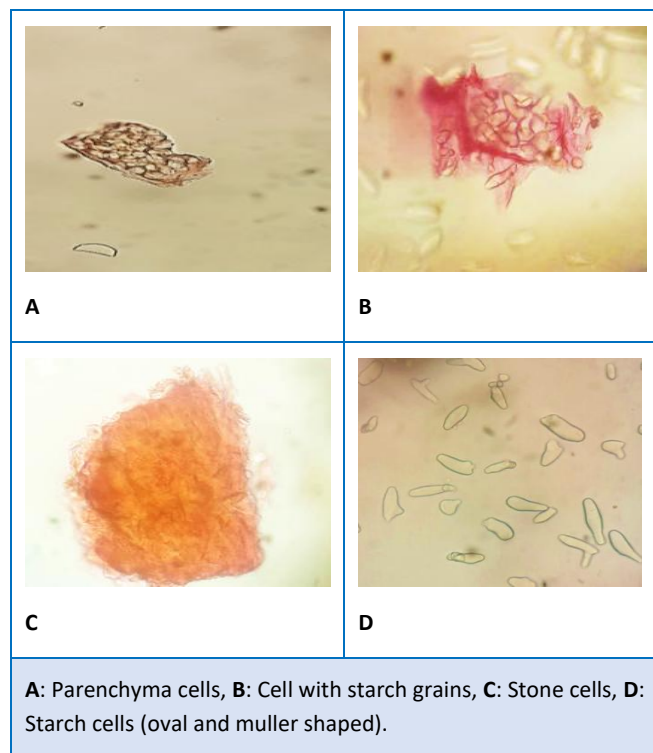 A
B
C
D
A: Parenchyma cells, B: Cell with starch grains, C: Stone cells, D:
Starch cells (oval and muller shaped).